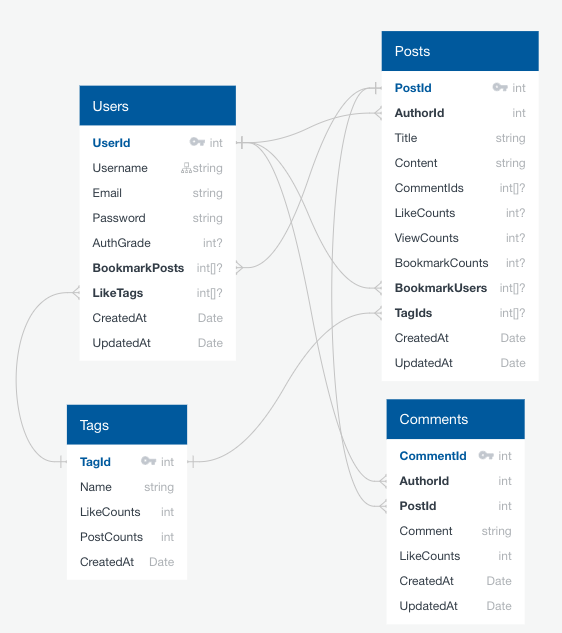 Users
UserId int
Username string
Email string
Password string
AuthGrade int?
BookmarkPosts int[]?
LikeTags int[]?
CreatedAt Date
UpdatedAt Date
Posts
PostId int
AuthorId int
Title string
Content string
CommentIds int[]?
LikeCounts int?
ViewCounts int?
BookmarkCounts int?
BookmarkUsers int[]?
TagIds int[]?
CreatedAt Date
UpdatedAt Date
Tags
TagId int
Name string
LikeCounts int
PostCounts int
CreatedAt Date
Comments
CommentId int
AuthorId int
PostId int
Comment string
LikeCounts int
CreatedAt Date
UpdatedAt Date